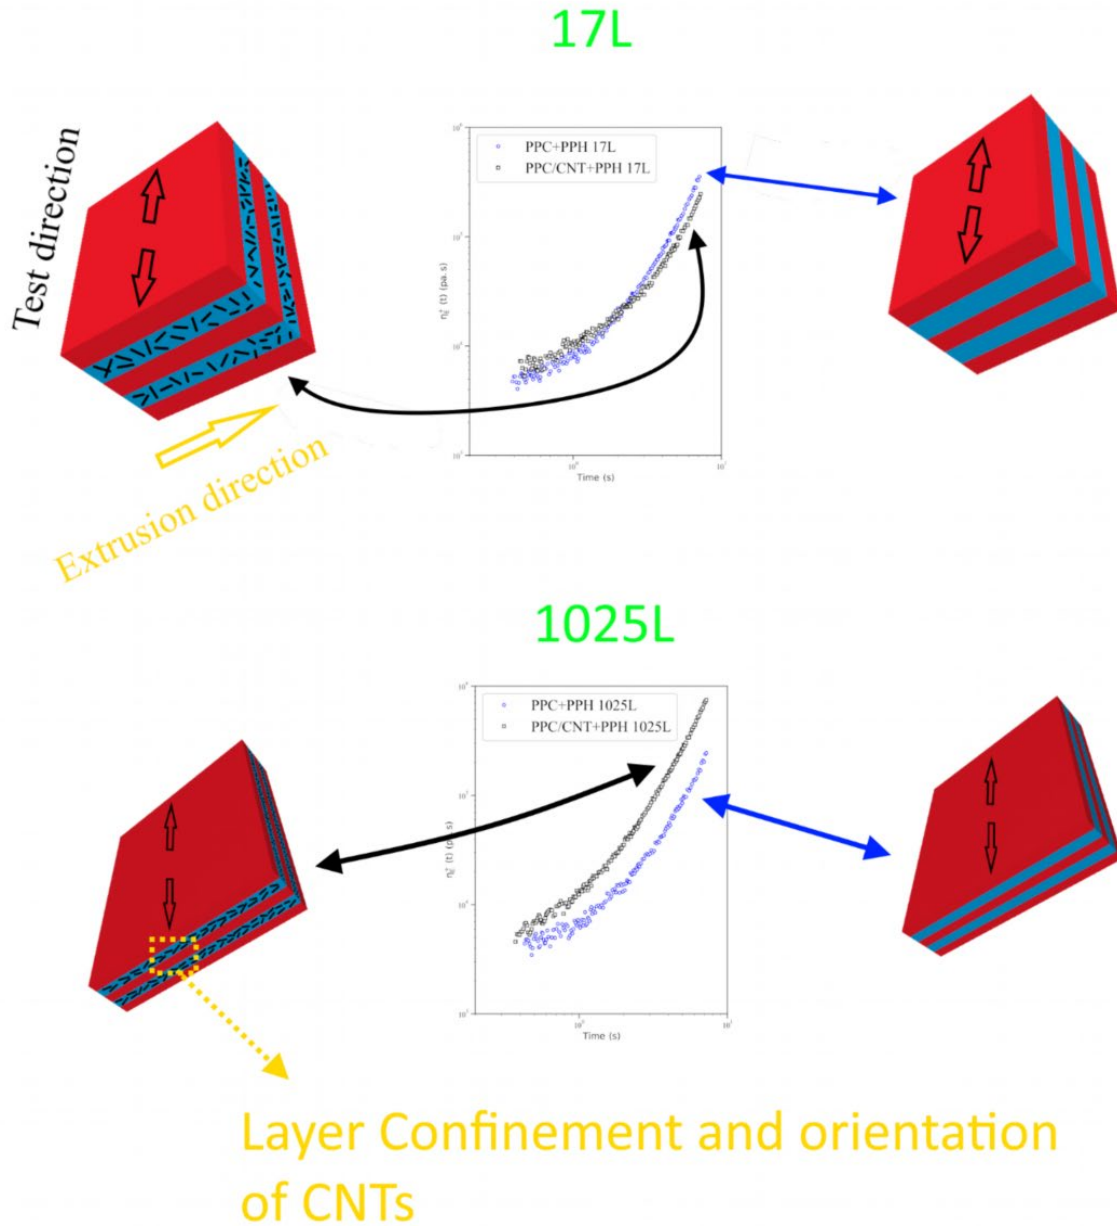 17L
Test direction
Extrusion direction
PPC+PPH 17L
PPC/CNT+PPH 17L
Time (s)
1025L
PPC+PPH 1025L
PPC/CNT+PPH 1025L
Time (s)
Layer Confinement and orientation
of CNTs